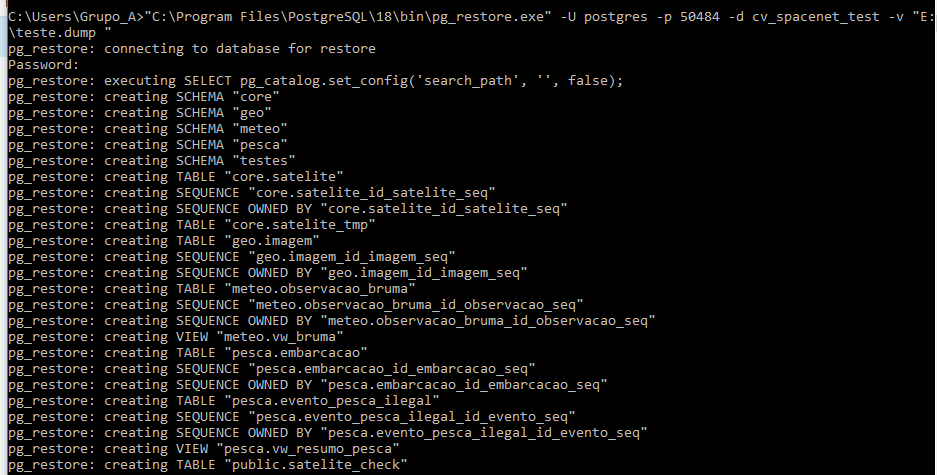 C:\Users\Grupo_A>"C:\Program Files\PostgreSQL\18\bin\pg_restore.exe" -U postgres -p 50484 -d cv_spacenet_test -v "E:
\teste.dump "
pg_restore: connecting to database for restore
Password:
pg_restore: executing SELECT pg_catalog.set_config('search_path', '', false);
pg_restore: creating SCHEMA "core"
pg_restore: creating SCHEMA "geo"
pg_restore: creating SCHEMA "meteo"
pg_restore: creating SCHEMA "pesca"
pg_restore: creating SCHEMA "testes"
pg_restore: creating TABLE "core.satelite"
pg_restore: creating SEQUENCE "core.satelite_id_satelite_seq"
pg_restore: creating SEQUENCE OWNED BY "core.satelite_id_satelite_seq"
pg_restore: creating TABLE "core.satelite_tmp"
pg_restore: creating TABLE "geo.imagem"
pg_restore: creating SEQUENCE "geo.imagem_id_imagem_seq"
pg_restore: creating SEQUENCE OWNED BY "geo.imagem_id_imagem_seq"
pg_restore: creating TABLE "meteo.observacao_bruma"
pg_restore: creating SEQUENCE "meteo.observacao_bruma_id_observacao_seq"
pg_restore: creating SEQUENCE OWNED BY "meteo.observacao_bruma_id_observacao_seq"
pg_restore: creating VIEW "meteo.vw_bruma"
pg_restore: creating TABLE "pesca.embarcacao"
pg_restore: creating SEQUENCE "pesca.embarcacao_id_embarcacao_seq"
pg_restore: creating SEQUENCE OWNED BY "pesca.embarcacao_id_embarcacao_seq"
pg_restore: creating TABLE "pesca.evento_pesca_ilegal"
pg_restore: creating SEQUENCE "pesca.evento_pesca_ilegal_id_evento_seq"
pg_restore: creating SEQUENCE OWNED BY "pesca.evento_pesca_ilegal_id_evento_seq"
pg_restore: creating VIEW "pesca.vw_resumo_pesca"
pg_restore: creating TABLE "public.satelite_check"